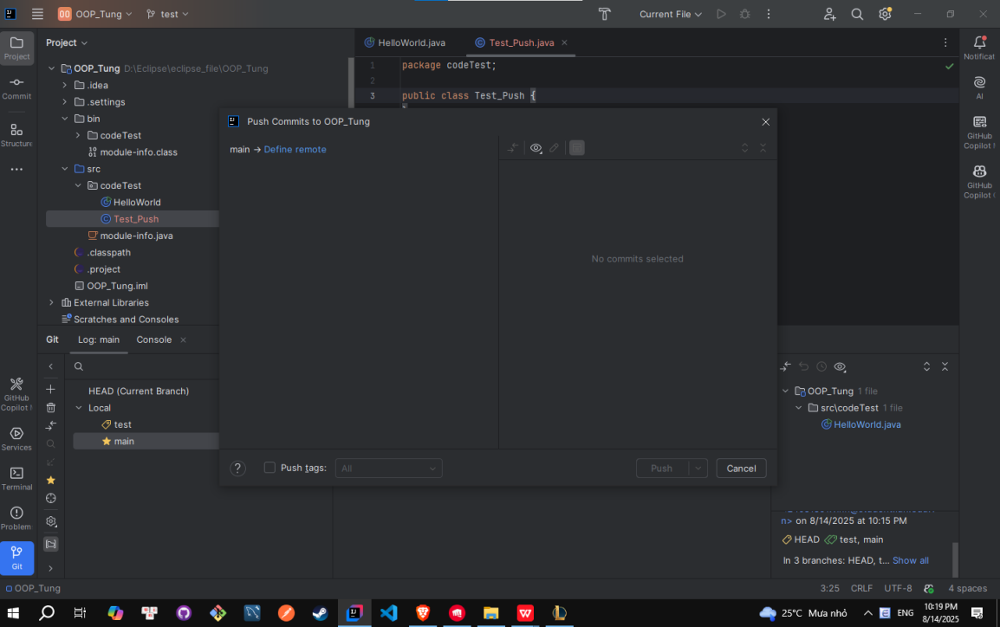 OO OOP_Tung test Current File
Project
Commit
Structure
Project
OOP_Tung D:\Eclipse\eclipse_file\OOP_Tung
.idea
.settings
bin
codeTest
module-info.class
src
codeTest
HelloWorld
Test_Push
module-info.java
.classpath
.project
OOP_Tung.iml
External Libraries
Scratches and Consoles
HelloWorld.java Test_Push.java
1 package codeTest;
2
3 public class Test_Push {
Notificat
AI
GitHub
Copilot
GitHub
Copilot
Push Commits to OOP_Tung
main → Define remote
No commits selected
? Push tags: All Push Cancel
Git Log: main Console
HEAD (Current Branch)
Local
test
main
GitHub
Copilot
Services
Terminal
Problem
Git
OOP_Tung 1 file
src\codeTest 1 file
HelloWorld.java
n> on 8/14/2025 at 10:15 PM
HEAD test, main
In 3 branches: HEAD, t... Show all
OOP_Tung 3:25 CRLF UTF-8 4 spaces
25°C Mưa nhỏ ENG 10:19 PM
8/14/2025